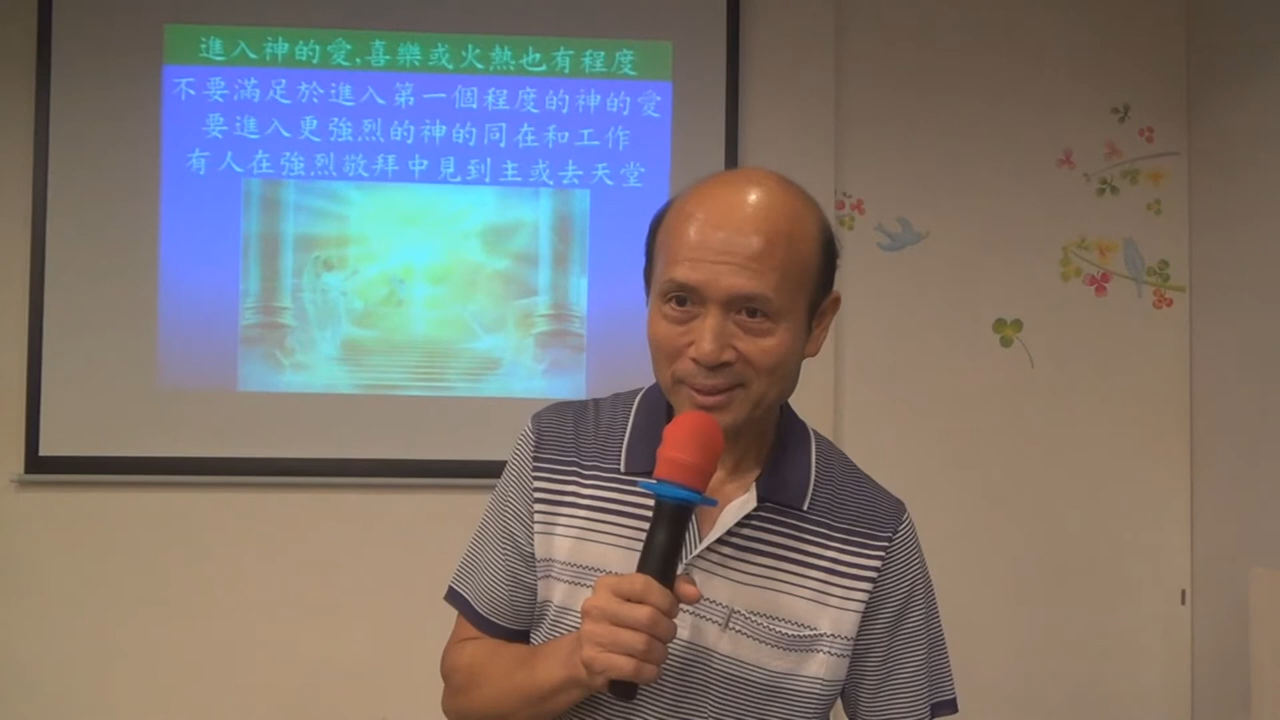 進入神的愛,喜樂或火熱也有程度
不要滿足於進入第一個程度的神的愛
要進入更強烈的神的同在和工作
有人在強烈敬拜中見到主或去天堂